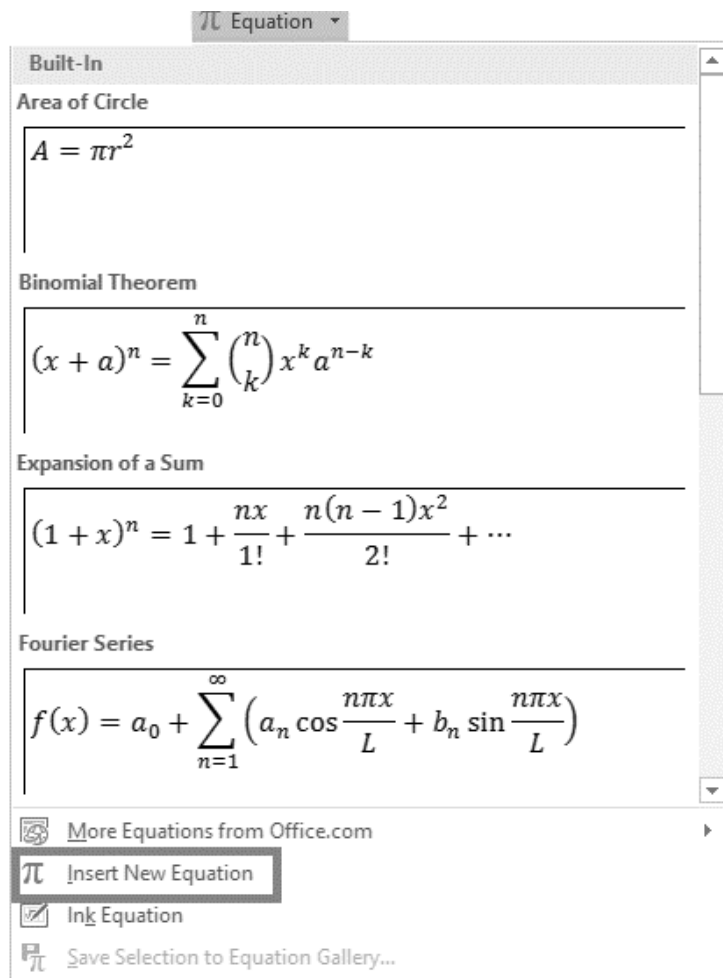 π Equation
Built-In
Area of Circle
A = πr²
Binomial Theorem
(x + a)ⁿ = ∑ₖ₌₀ⁿ (n k) xᵏaⁿ⁻ᵏ
Expansion of a Sum
(1 + x)ⁿ = 1 + nx/1! + n(n − 1)x²/2! + ⋯
Fourier Series
f(x) = a₀ + ∑ₙ₌₁^∞ (aₙ cos nπx/L + bₙ sin nπx/L)
More Equations from Office.com
π Insert New Equation
Ink Equation
π Save Selection to Equation Gallery...